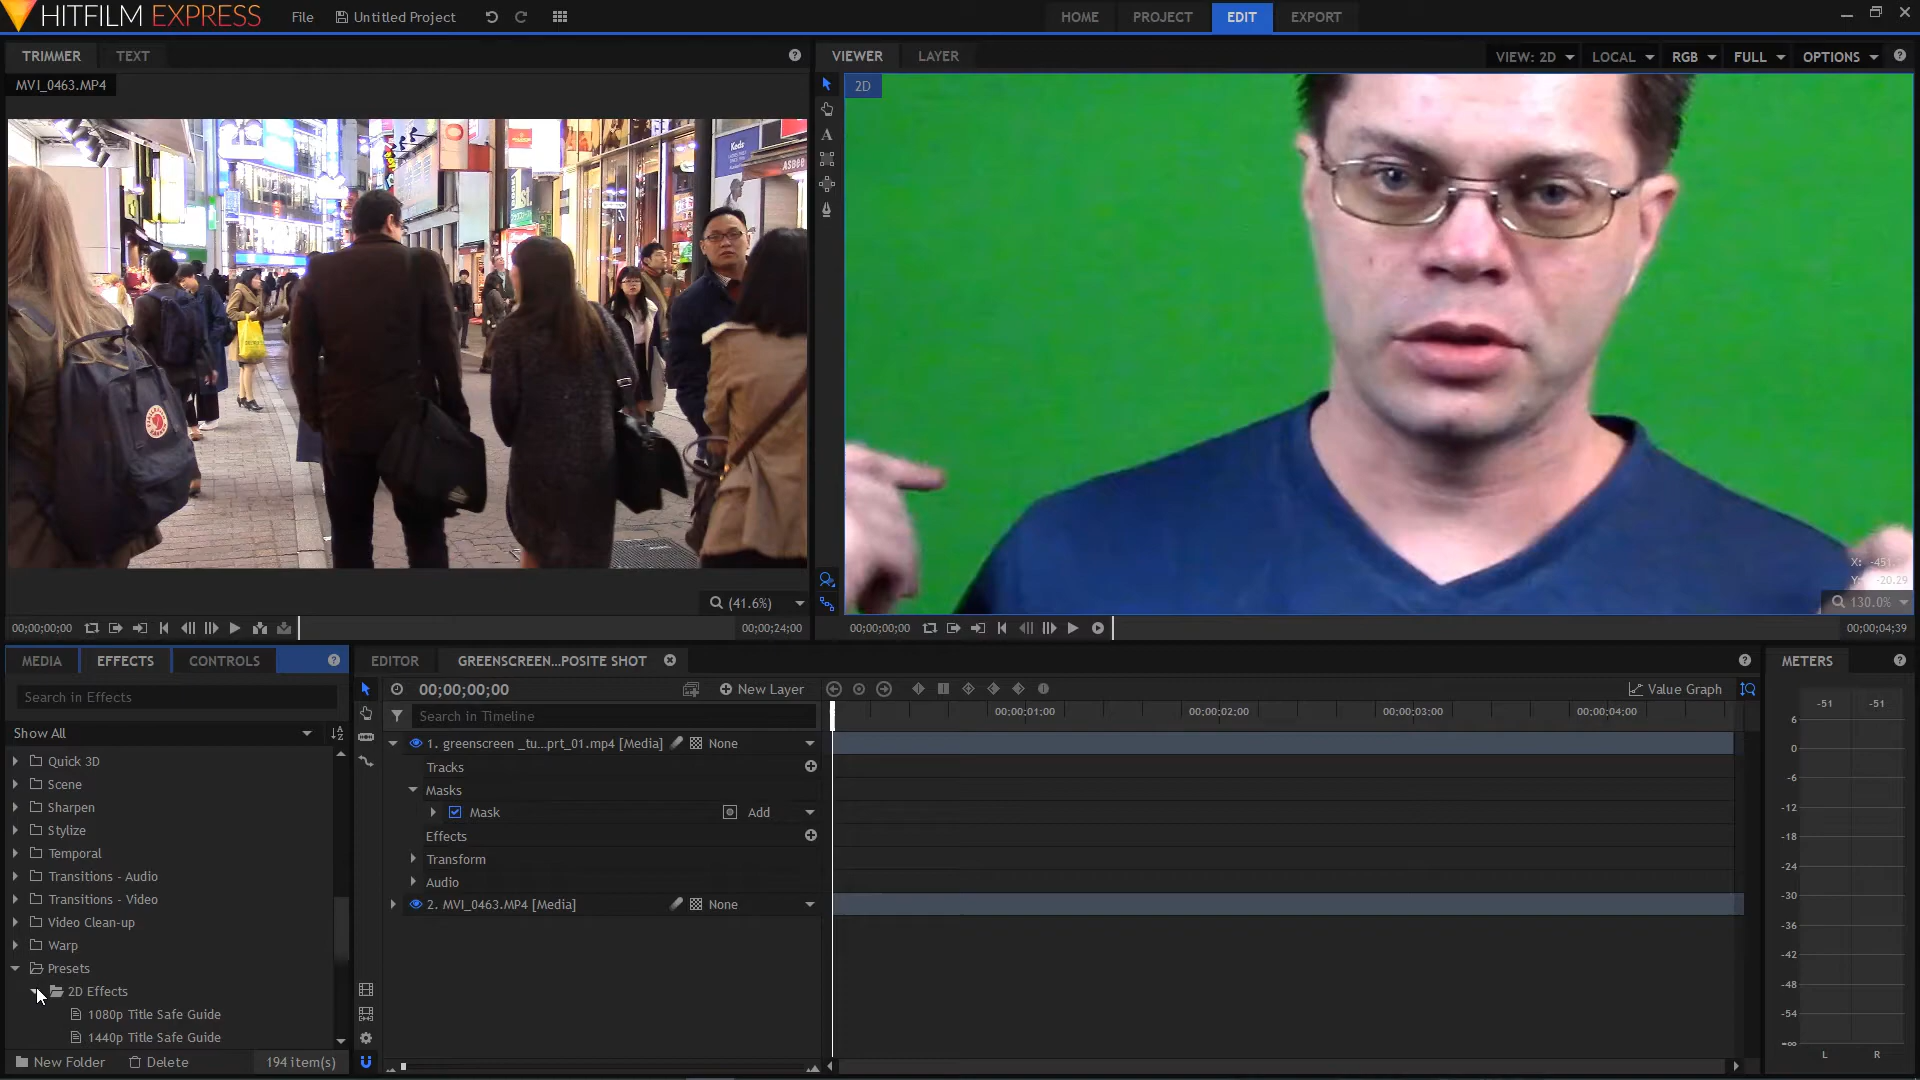 HITFILM EXPRESS
File
Untitled Project
HOME
PROJECT
EDIT
EXPORT
TRIMMER
TEXT
VIEWER
LAYER
VIEW: 2D
LOCAL
RGB
FULL
OPTIONS
MVI_0463.MP4
2D
Keds
ASBEE
X: -451.
Y: -20.29
(41.6%)
130.0%
00;00;00;00
00;00;24;00
00;00;00;00
00;00;04;39
MEDIA
EFFECTS
CONTROLS
EDITOR
GREENSCREEN...POSITE SHOT
METERS
Search in Effects
00;00;00;00
New Layer
Value Graph
Show All
Search in Timeline
00;00;01;00
00;00;02;00
00;00;03;00
00;00;04;00
Quick 3D
Scene
Sharpen
Stylize
Temporal
Transitions - Audio
Transitions - Video
Video Clean-up
Warp
Presets
2D Effects
1080p Title Safe Guide
1440p Title Safe Guide
New Folder
Delete
194 item(s)
1. greenscreen _tu...prt_01.mp4 [Media]
None
Tracks
Masks
Mask
Add
Effects
Transform
Audio
2. MVI_0463.MP4 [Media]
None
-51
-51
6
0
-6
-12
-18
-24
-30
-36
-42
-48
-54
-∞
L
R